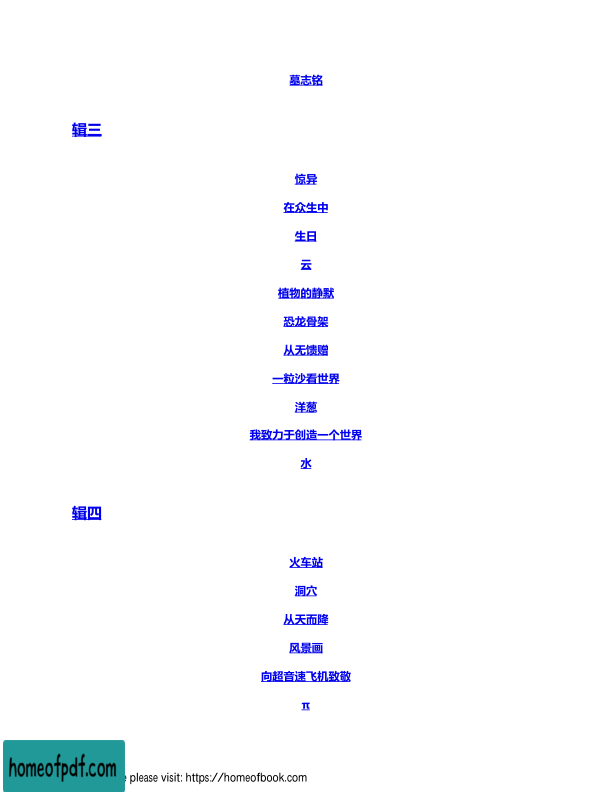 墓志铭
辑三
惊异
在众生中
生日
云
植物的静默
恐龙骨架
从无馈赠
一粒沙看世界
洋葱
我致力于创造一个世界
水
辑四
火车站
洞穴
从天而降
风景画
向超音速飞机致敬
π
homeofpdf.com please visit: https://homeofbook.com